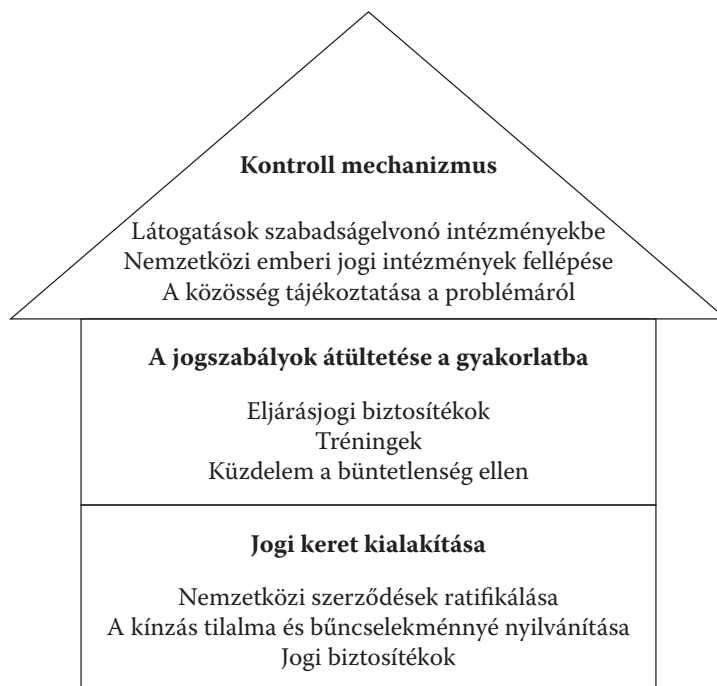 Kontroll mechanizmus
Látogatások szabadságelvonó intézményekbe
Nemzetközi emberi jogi intézmények fellépése
A közösség tájékoztatása a problémáról
A jogszabályok átültetése a gyakorlatba
Eljárásjogi biztosítékok
Tréningek
Küzdelem a büntetlenség ellen
Jogi keret kialakítása
Nemzetközi szerződések ratifikálása
A kínzás tilalma és bűncselekménnyé nyilvánítása
Jogi biztosítékok